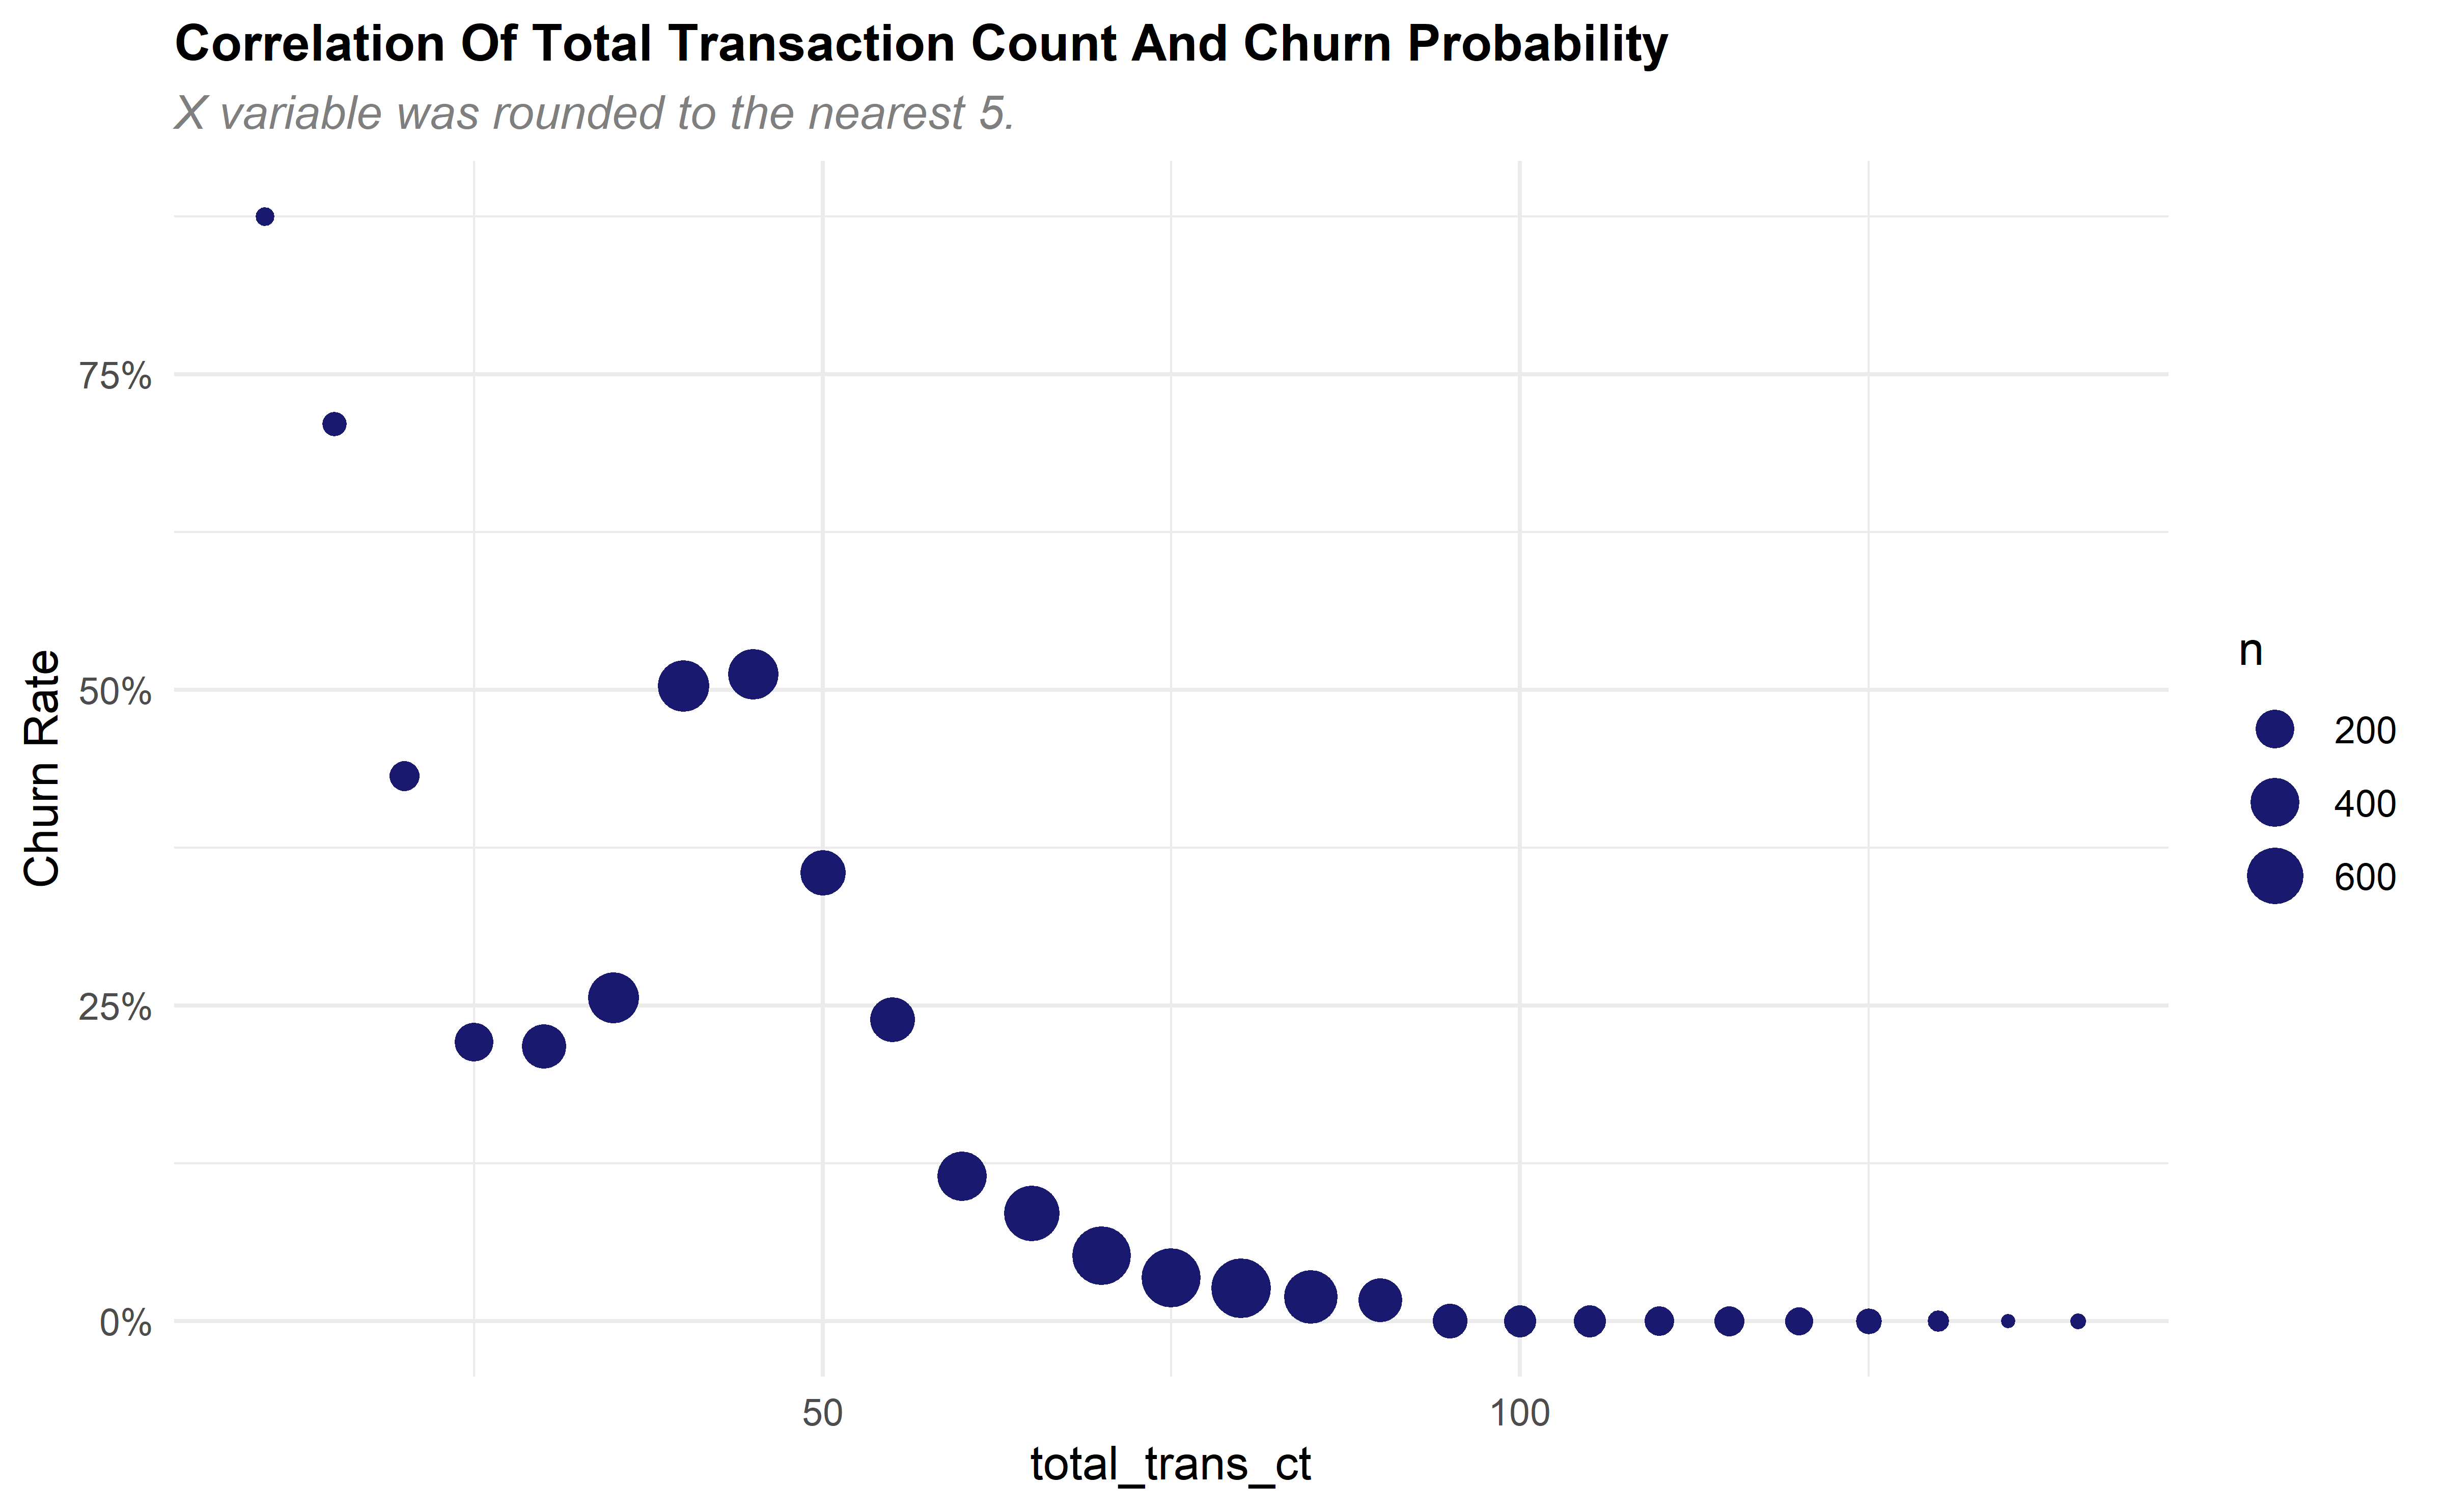 Correlation Of Total Transaction Count And Churn Probability
X variable was rounded to the nearest 5.
Churn Rate
75%
50%
25%
0%
50
100
total_trans_ct
n
200
400
600